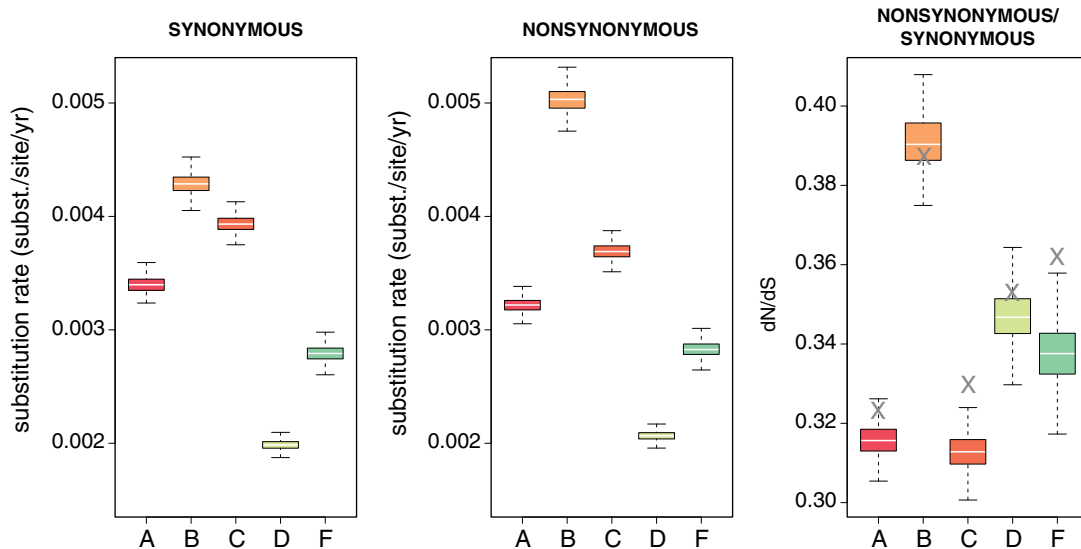 SYNONYMOUS
substitution rate (subst./site/yr)
0.005
0.004
0.003
0.002
A B C D F
NONSYNONYMOUS
substitution rate (subst./site/yr)
0.005
0.004
0.003
0.002
A B C D F
NONSYNONYMOUS/
SYNONYMOUS
dN/dS
0.40
0.38
0.36
0.34
0.32
0.30
X
X
X
X
X
A B C D F